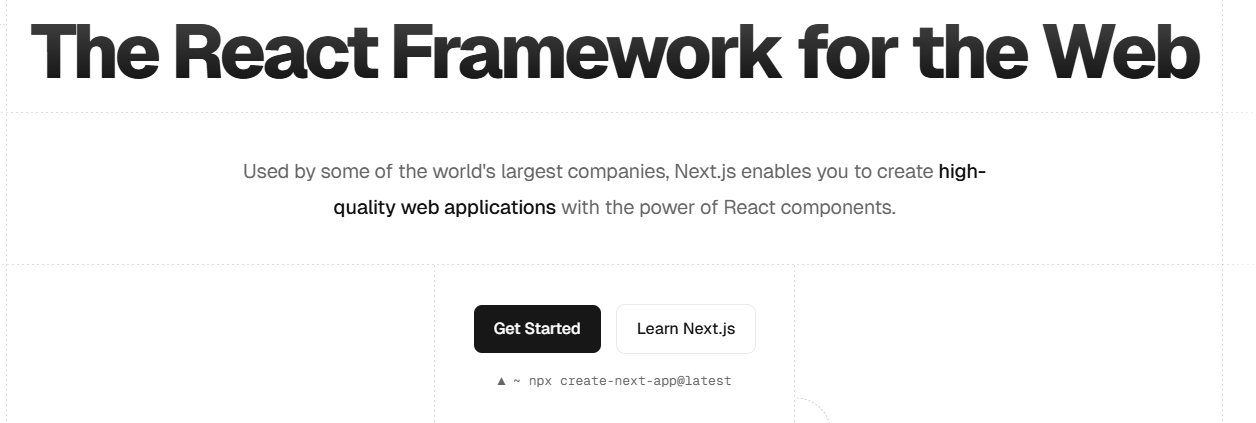 The React Framework for the Web
Used by some of the world's largest companies, Next.js enables you to create high-
quality web applications with the power of React components.
Get Started
Learn Next.js
▲ ~ npx create-next-app@latest